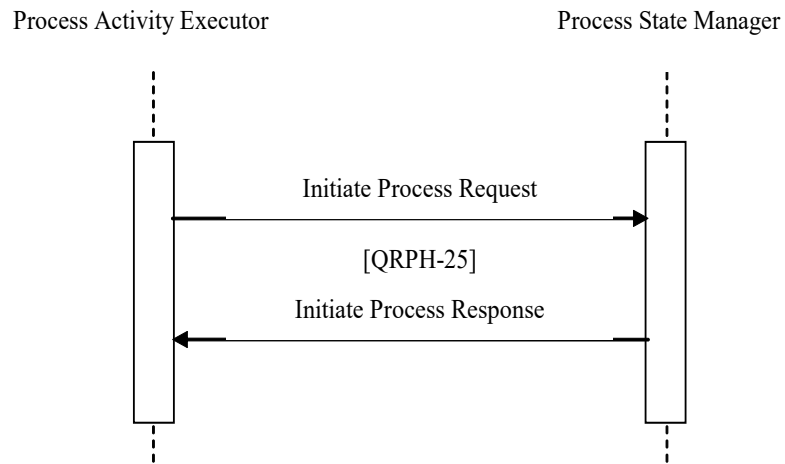 Process Activity Executor
Process State Manager
Initiate Process Request
[QRPH-25]
Initiate Process Response